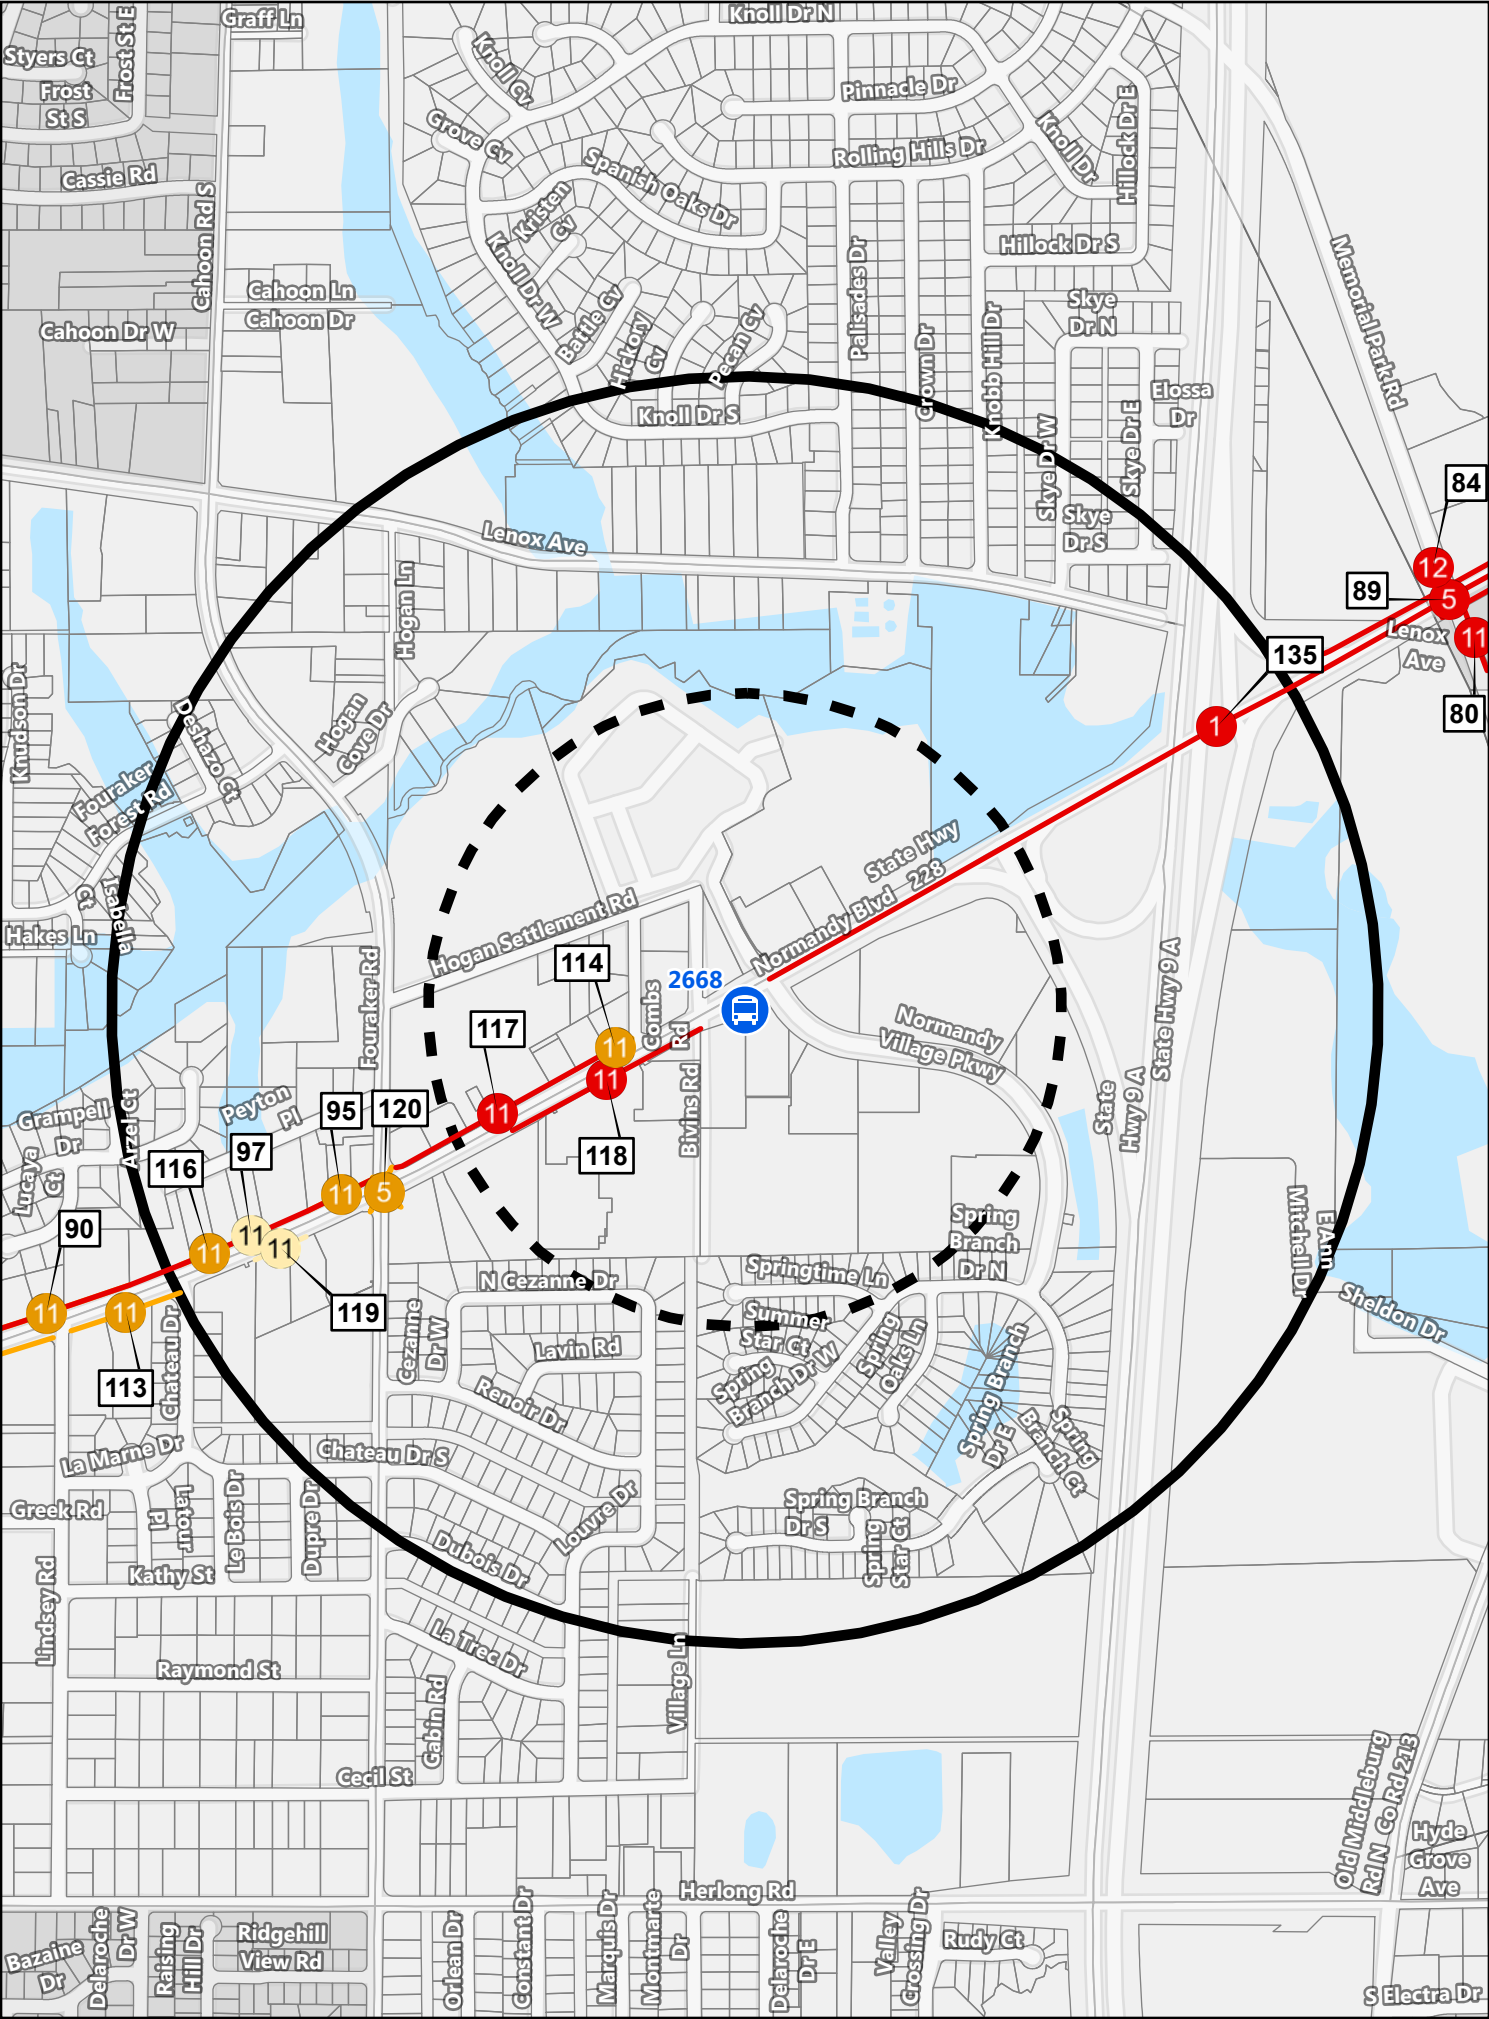 Graff Ln
Knoll Dr N
Styers Ct
Frost St E
Frost
St S
Knoll Cv
Pinnacle Dr
Hillock Dr E
Grove Cv
Knoll Dr
Rolling Hills Dr
Cassie Rd
Spanish Oaks Dr
Kristen
Cv
Cahoon Rd S
Knoll Dr W
Hillock Dr S
Palisades Dr
Memorial Park Rd
Cahoon Ln
Cahoon Dr
Cahoon Dr W
Battle Cv
Hickory
Cv
Pecan Cv
Crown Dr
Knobb Hill Dr
Skye
Dr N
Elossa
Dr
Knoll Dr S
Skye Dr W
Skye Dr E
84
Skye
Dr S
Lenox Ave
Hogan Ln
12
89
5
11
Lenox
Ave
135
80
1
Knudson Dr
Deshazo Ct
Hogan
Cove Dr
Fouraker
Forest Rd
State Hwy
228
Normandy Blvd
Isabella
Ct
Hakes Ln
Hogan Settlement Rd
Fouraker Rd
114
2668
Combs
Rd
State Hwy 9 A
117
11
11
11
Normandy
Village Pkwy
Bivins Rd
118
State
Hwy 9 A
Grampell
Dr
Arzel Ct
Peyton
Pl
95
120
Lucaya
Ct
116
97
11
5
90
11
11
11
11
11
119
113
Chateau Dr
Spring
Branch
Dr N
Mitchell Dr
E Ann
Sheldon Dr
N Cezanne Dr
Springtime Ln
Summer
Star Ct
Cezanne
Dr W
Lavin Rd
Spring
Branch Dr W
Spring
Oaks Ln
Spring Branch
Dr E
Spring
Branch Ct
Renoir Dr
La Marne Dr
Chateau Dr S
Greek Rd
Latour
Pl
Le Bois Dr
Dupre Dr
Louvre Dr
Spring Branch
Dr S
Spring
Star Ct
Dubois Dr
Kathy St
Lindsey Rd
La Trec Dr
Raymond St
Gabin Rd
Village Ln
Cecil St
Old Middleburg
Rd N Co Rd 213
Hyde
Grove
Ave
Herlong Rd
Bazaine
Dr
Delaroche
Dr W
Raising
Hill Dr
Ridgehill
View Rd
Orlean Dr
Constant Dr
Marquis Dr
Montmarte
Dr
Delaroche
Dr E
Valley
Crossing Dr
Rudy Ct
S Electra Dr